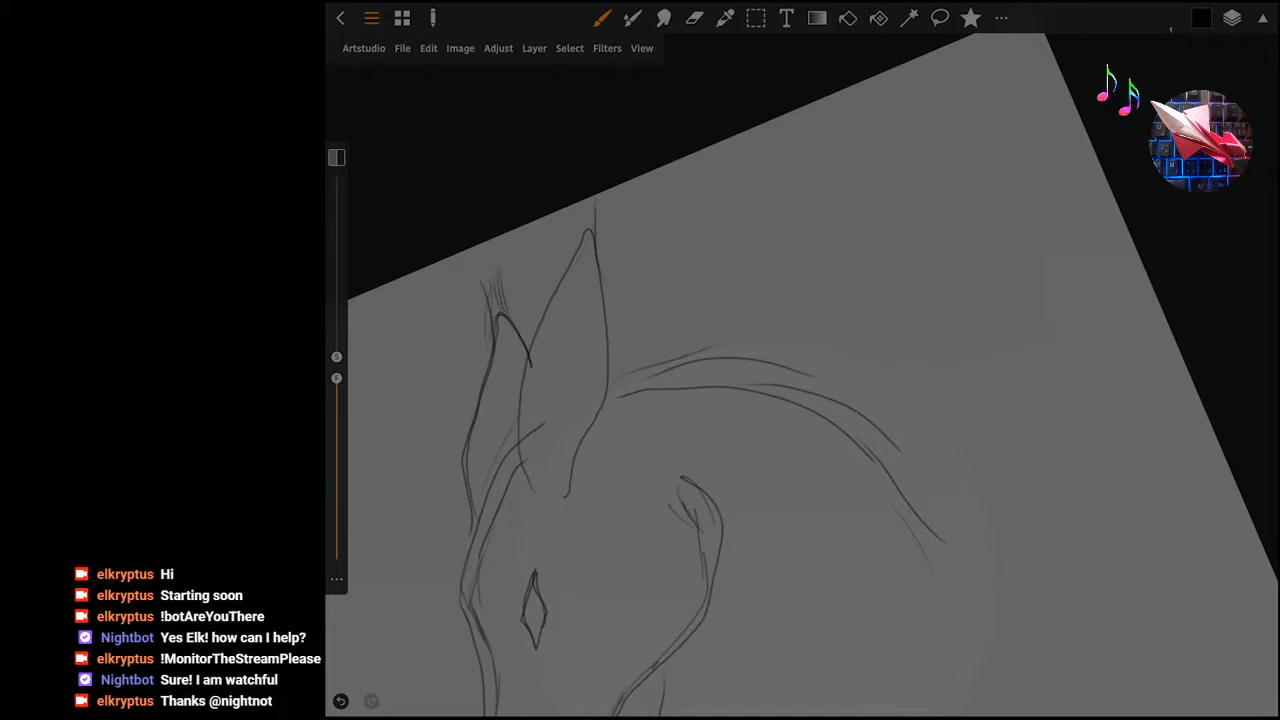 Artstudio File Edit Image Adjust Layer Select Filters View
1
S
F
elkryptus Hi
elkryptus Starting soon
elkryptus !botAreYouThere
Nightbot Yes Elk! how can I help?
elkryptus !MonitorTheStreamPlease
Nightbot Sure! I am watchful
elkryptus Thanks @nightnot